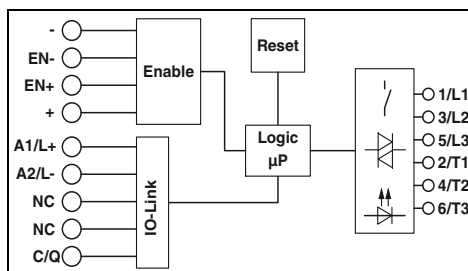 -
EN-
EN+
+
A1/L+
A2/L-
NC
NC
C/Q
Enable
IO-Link
Reset
Logic
µP
1/L1
3/L2
5/L3
2/T1
4/T2
6/T3